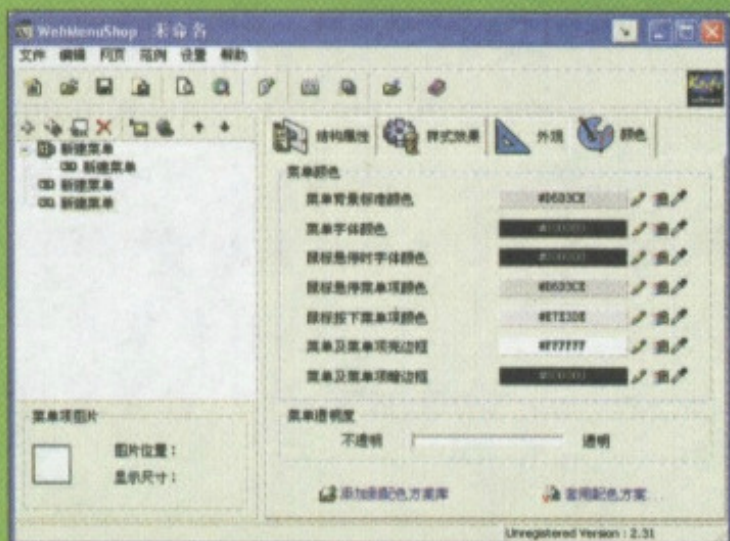 WebMenuShop 未命名
文件 编辑 网页 范例 设置 帮助
新建菜单
新建菜单
新建菜单
新建菜单
结构属性 样式效果 外观 颜色
菜单颜色
菜单背景标准颜色 #D6D3CE
菜单字体颜色
鼠标悬停时字体颜色
鼠标悬停菜单项颜色 #D6D3CE
鼠标按下菜单项颜色 #E7E3DE
菜单及菜单项亮边框 #FFFFFF
菜单及菜单项暗边框
菜单项图片
图片位置：
显示尺寸：
菜单透明度
不透明 透明
添加到配色方案库 套用配色方案...
Unregistered Version : 2.31